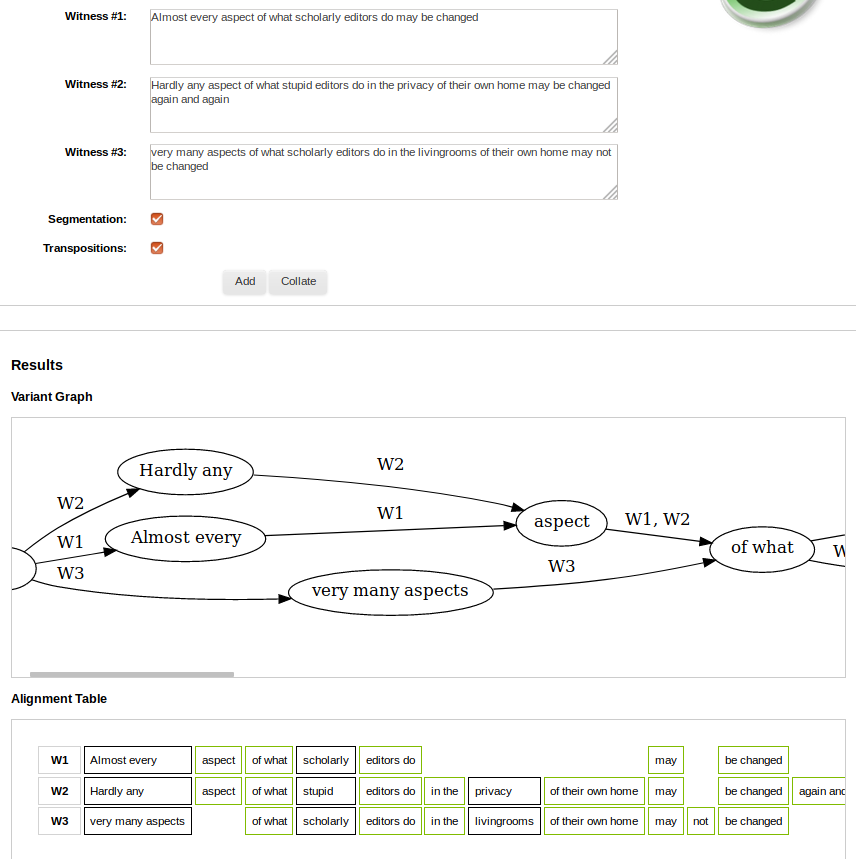 Witness #1:
Almost every aspect of what scholarly editors do may be changed
Witness #2:
Hardly any aspect of what stupid editors do in the privacy of their own home may be changed
again and again
Witness #3:
very many aspects of what scholarly editors do in the livingrooms of their own home may not
be changed
Segmentation:
Transpositions:
Add Collate
Results
Variant Graph
W2
Hardly any
W2
W1
Almost every
W1
aspect
W1, W2
of what
W
W3
very many aspects
W3
Alignment Table
W1 Almost every aspect of what scholarly editors do may be changed
W2 Hardly any aspect of what stupid editors do in the privacy of their own home may be changed again and
W3 very many aspects of what scholarly editors do in the livingrooms of their own home may not be changed